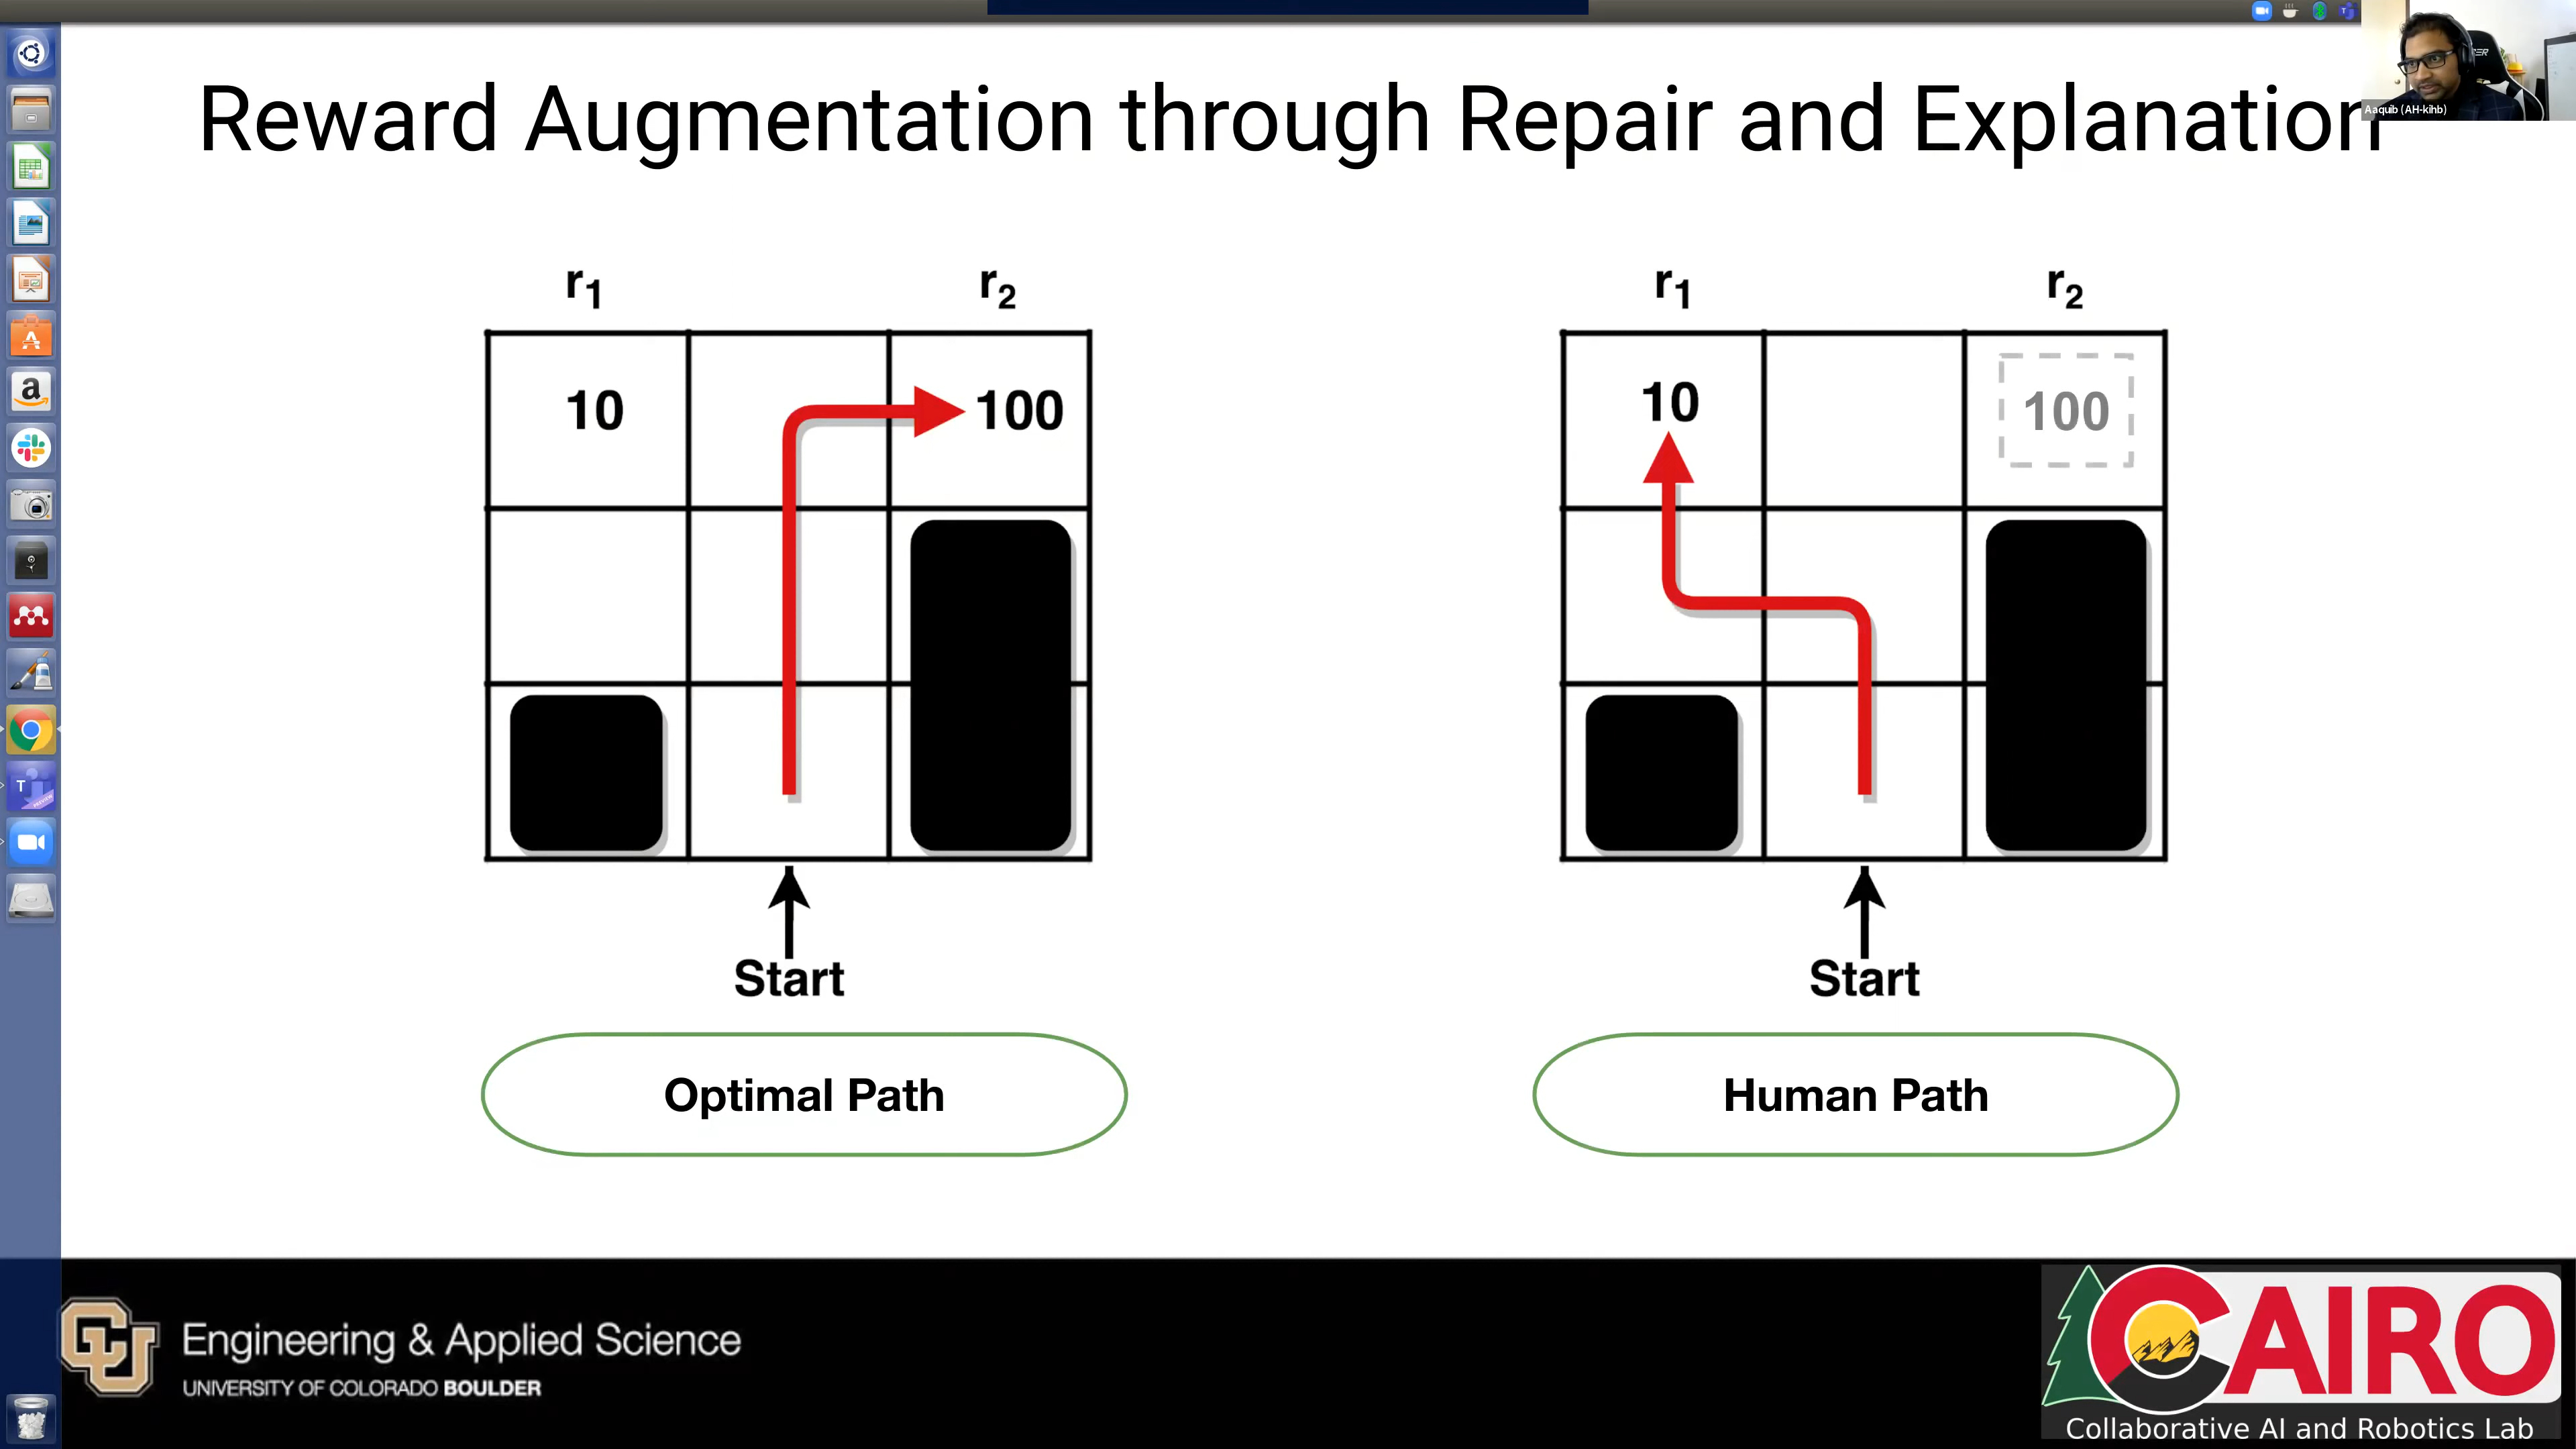 Reward Augmentation through Repair and Explanation
Aaquib (AH-kihb)
r1
r2
10
100
Start
Optimal Path
r1
r2
10
100
Start
Human Path
CU
Engineering & Applied Science
UNIVERSITY OF COLORADO BOULDER
CAIRO
Collaborative AI and Robotics Lab